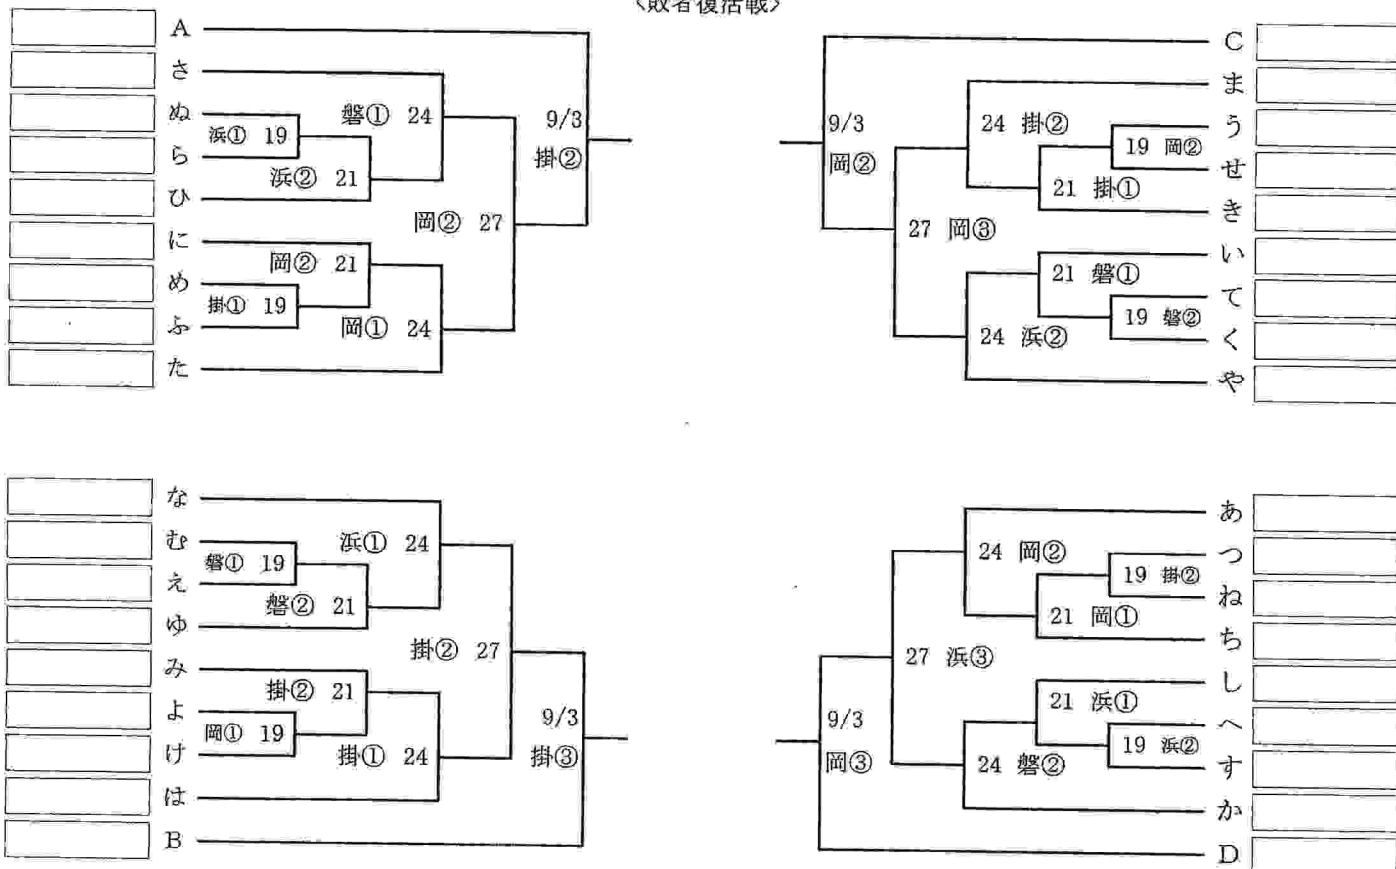 〈敗者復活戦〉
A
さ
磐① 24
ぬ
浜① 19
ら
浜② 21
ひ
9/3
掛②
岡② 27
に
岡② 21
め
掛① 19
ふ
岡① 24
た
C
ま
24 掛②
う
19 岡②
せ
21 掛①
き
9/3
岡②
27 岡③
い
21 磐①
て
19 磐②
く
24 浜②
や
な
浜① 24
む
磐① 19
え
磐② 21
ゆ
掛② 27
み
掛② 21
よ
岡① 19
け
掛① 24
は
9/3
掛③
B
あ
24 岡②
つ
19 掛②
ね
21 岡①
ち
27 浜③
し
21 浜①
へ
19 浜②
す
24 磐②
か
9/3
岡③
D